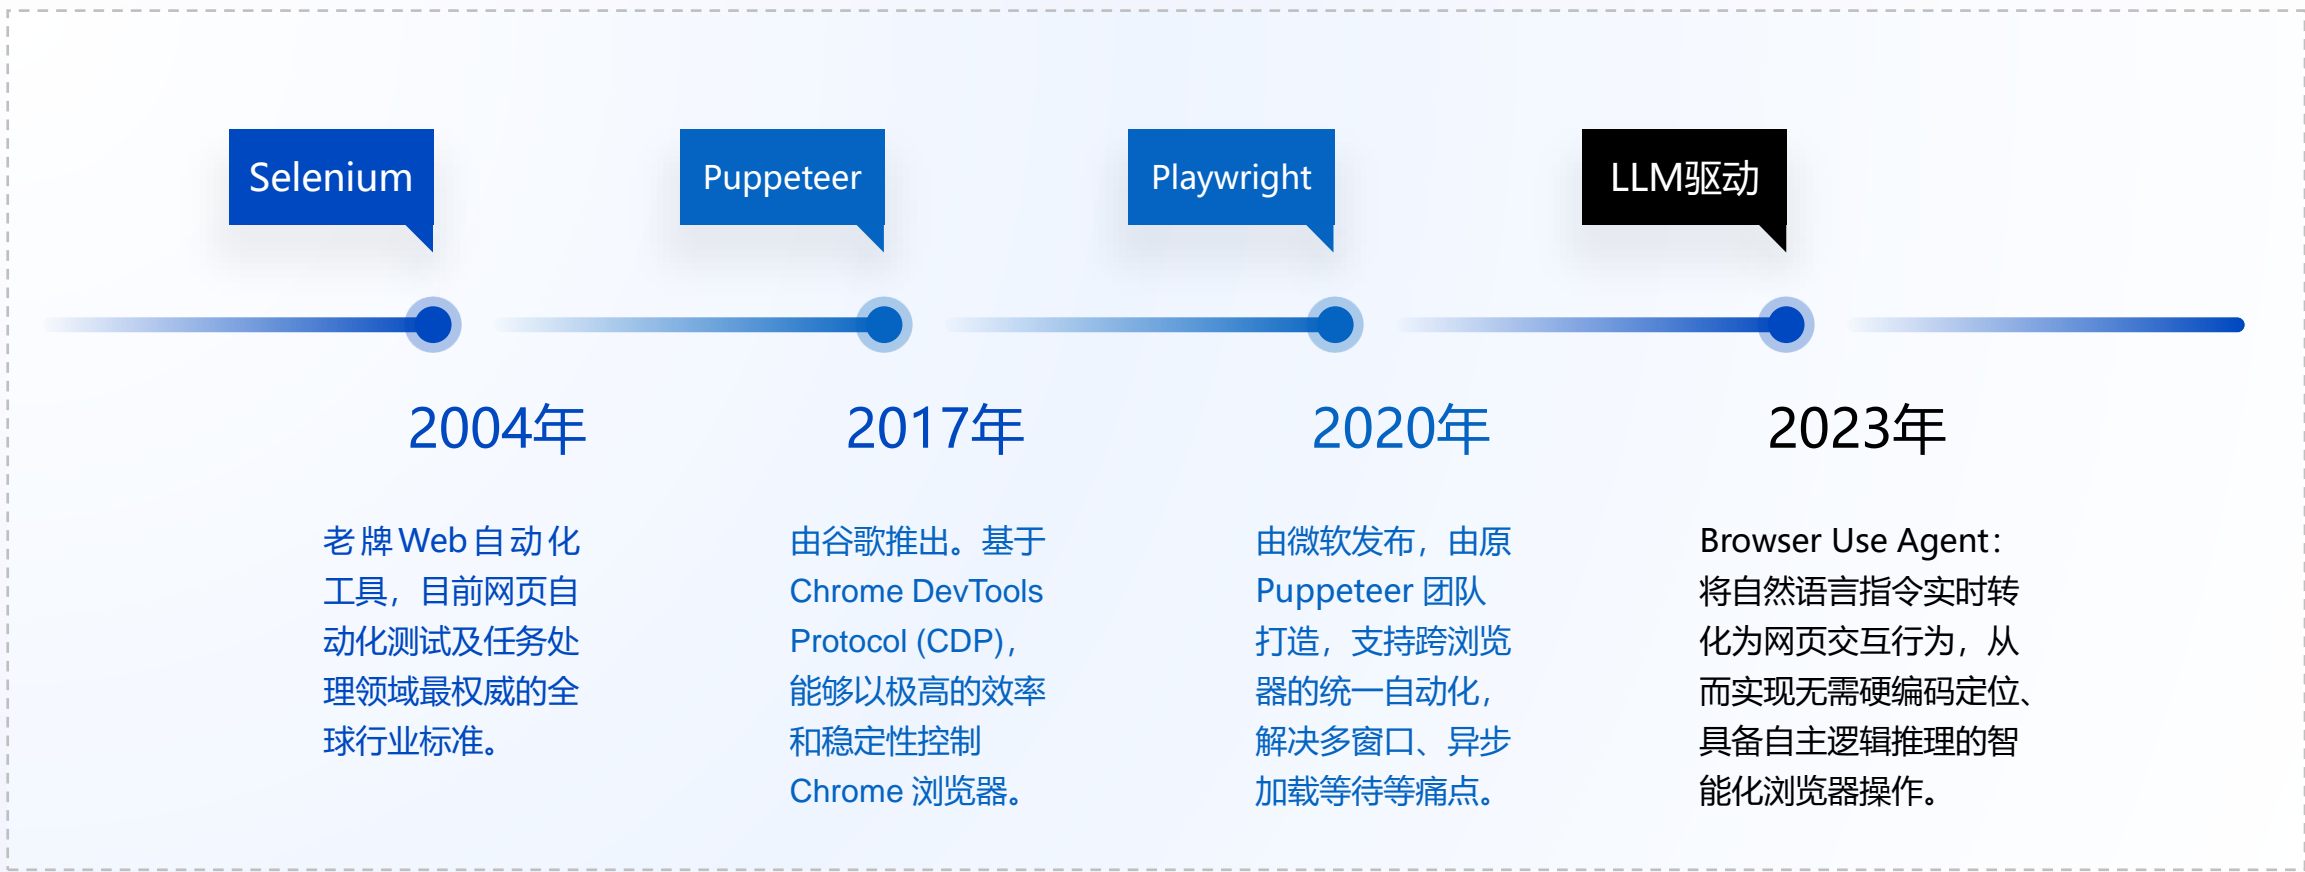 Selenium
Puppeteer
Playwright
LLM驱动
2004年
2017年
2020年
2023年
老牌Web自动化
工具，目前网页自
动化测试及任务处
理领域最权威的全
球行业标准。
由谷歌推出。基于
Chrome DevTools
Protocol (CDP)，
能够以极高的效率
和稳定性控制
Chrome 浏览器。
由微软发布，由原
Puppeteer 团队
打造，支持跨浏览
器的统一自动化，
解决多窗口、异步
加载等待等痛点。
Browser Use Agent：
将自然语言指令实时转
化为网页交互行为，从
而实现无需硬编码定位、
具备自主逻辑推理的智
能化浏览器操作。